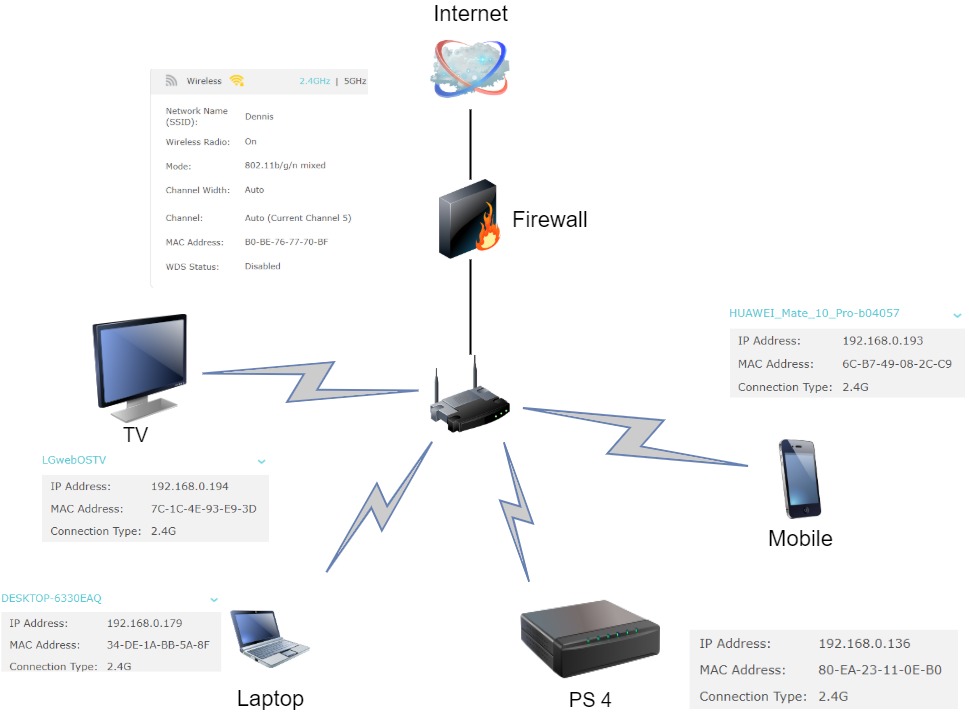 Internet
Wireless 2.4GHz | 5GHz
Network Name (SSID): Dennis
Wireless Radio: On
Mode: 802.11b/g/n mixed
Channel Width: Auto
Channel: Auto (Current Channel 5)
MAC Address: B0-BE-76-77-70-BF
WDS Status: Disabled
Firewall
HUAWEI_Mate_10_Pro-b04057
IP Address: 192.168.0.193
MAC Address: 6C-B7-49-08-2C-C9
Connection Type: 2.4G
TV
LGwebOSTV
IP Address: 192.168.0.194
MAC Address: 7C-1C-4E-93-E9-3D
Connection Type: 2.4G
Mobile
DESKTOP-6330EAQ
IP Address: 192.168.0.179
MAC Address: 34-DE-1A-BB-5A-8F
Connection Type: 2.4G
Laptop
PS 4
IP Address: 192.168.0.136
MAC Address: 80-EA-23-11-0E-B0
Connection Type: 2.4G